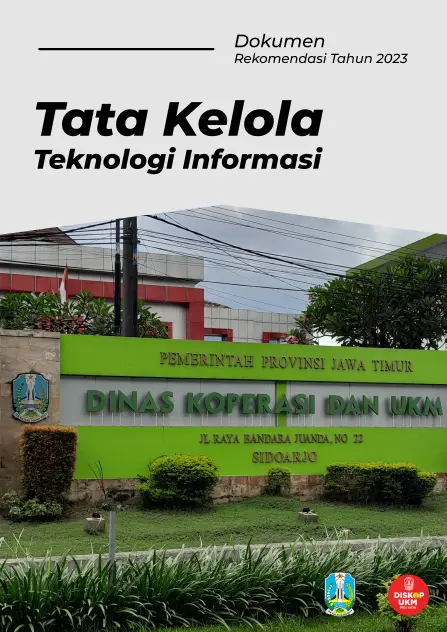 Dokumen
Rekomendasi Tahun 2023
Tata Kelola
Teknologi Informasi
PEMERINTAH PROVINSI JAWA TIMUR
DINAS KOPERASI DAN UKM
JL. RAYA BANDARA JUANDA, NO 22
SIDOARJO
DISKOP
UKM